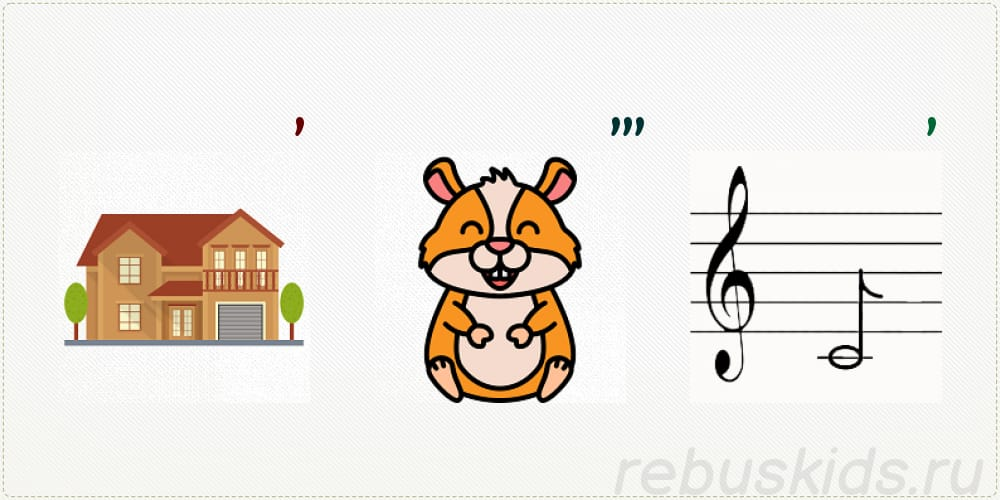 , ,,, ,
rebuskids.ru